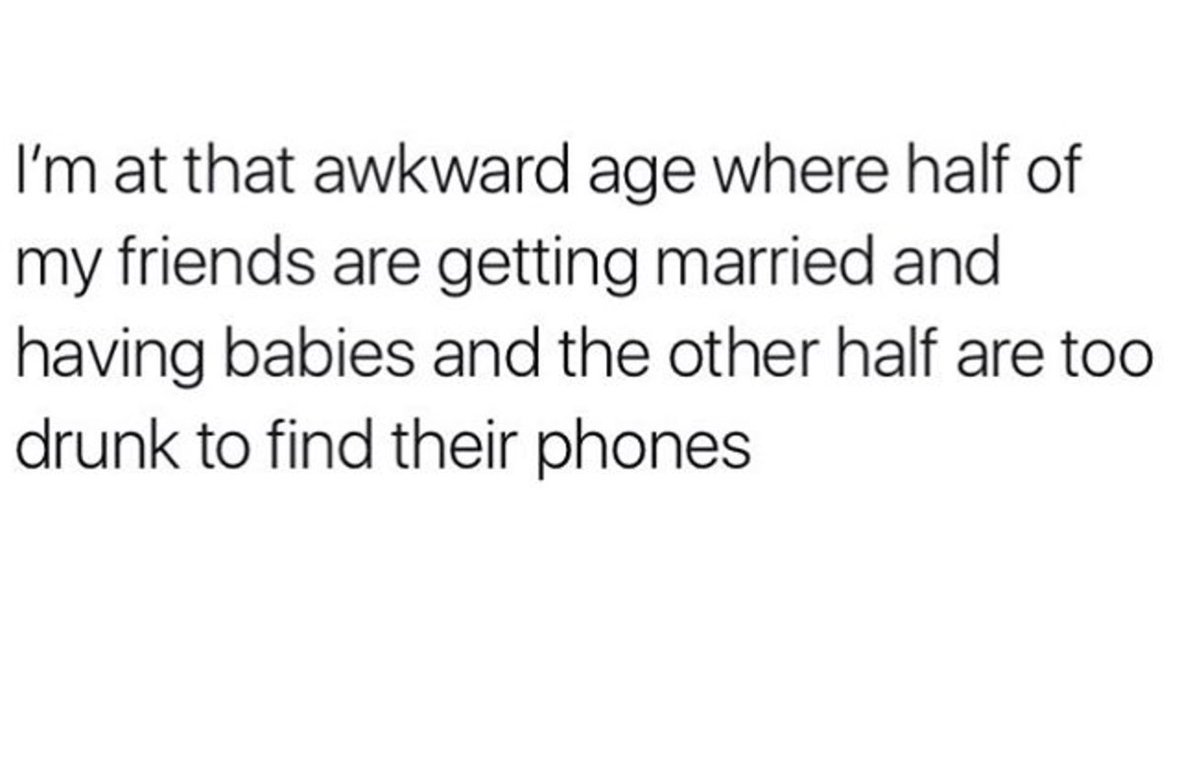 I’m at that awkward age where half of
my friends are getting married and
having babies and the other half are too
drunk to find their phones